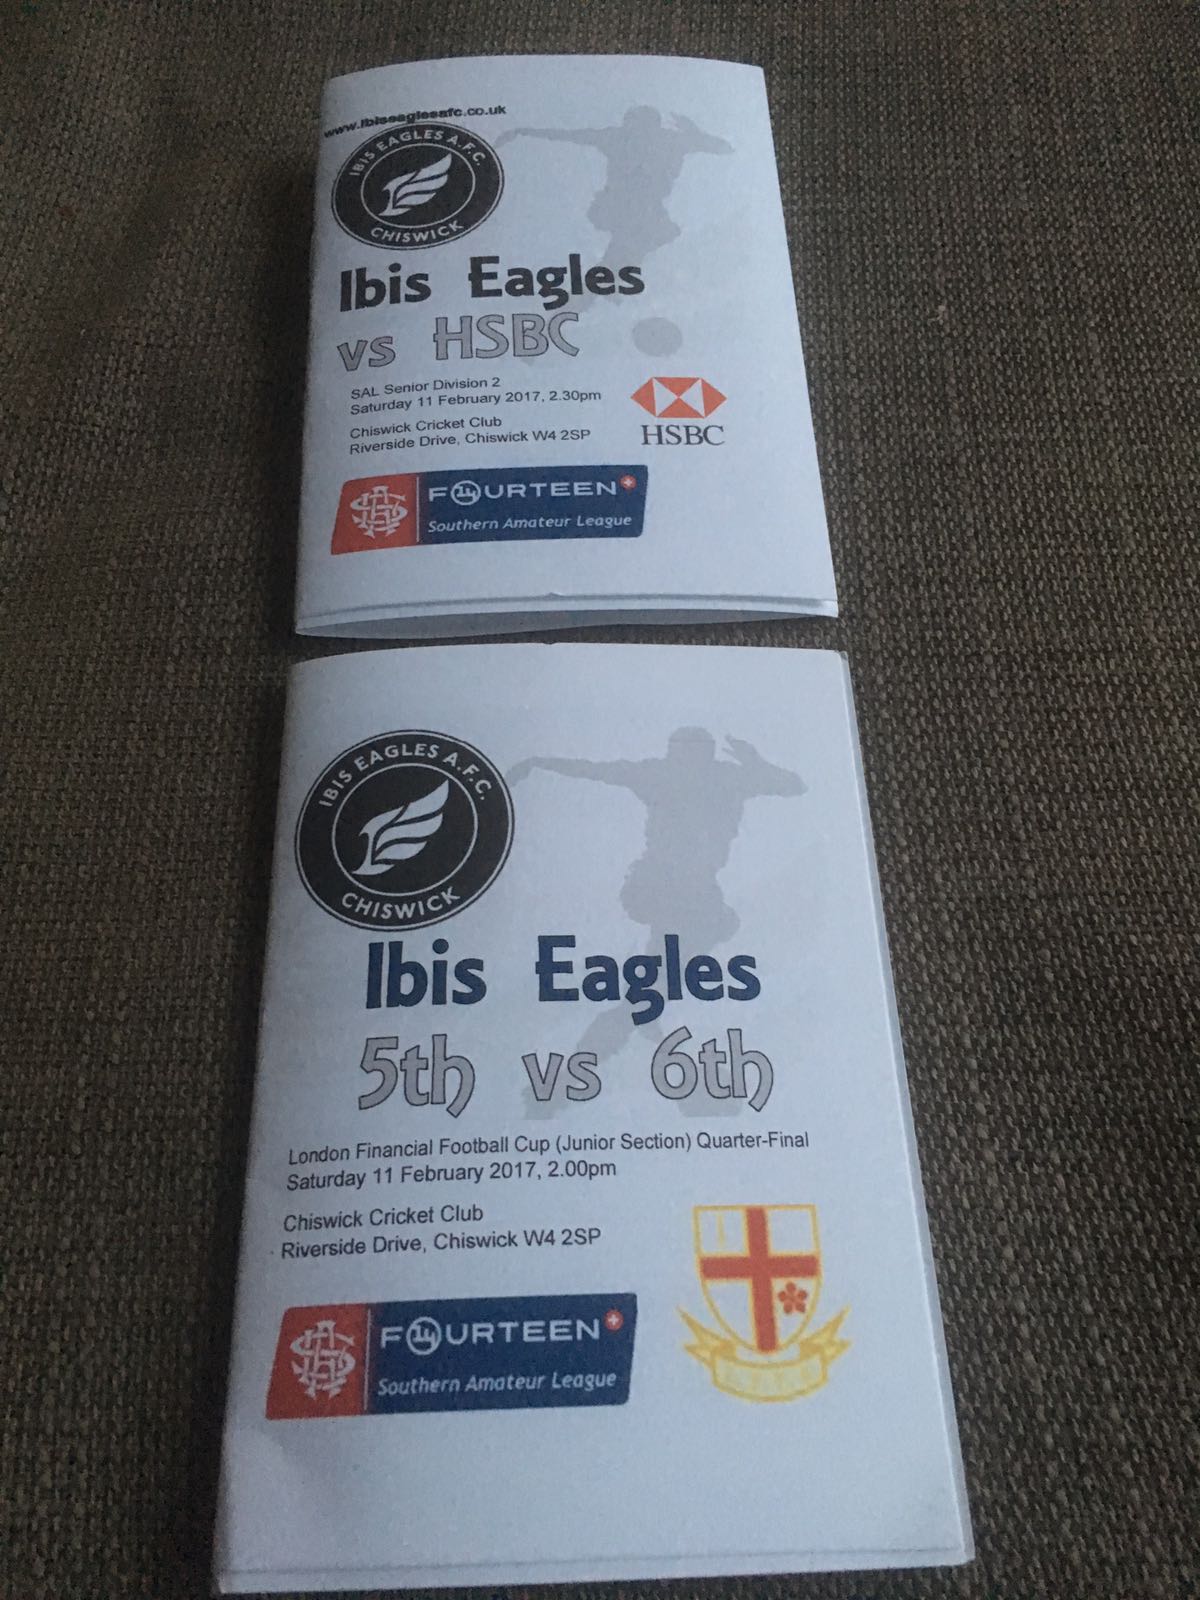 www.ibiseaglesafc.co.uk
IBIS EAGLES A.F.C.
CHISWICK
Ibis Eagles
vs HSBC
SAL Senior Division 2
Saturday 11 February 2017, 2.30pm
Chiswick Cricket Club
Riverside Drive, Chiswick W4 2SP
HSBC
FOURTEEN
Southern Amateur League
IBIS EAGLES A.F.C.
CHISWICK
Ibis Eagles
5th vs 6th
London Financial Football Cup (Junior Section) Quarter-Final
Saturday 11 February 2017, 2.00pm
Chiswick Cricket Club
Riverside Drive, Chiswick W4 2SP
FOURTEEN
Southern Amateur League